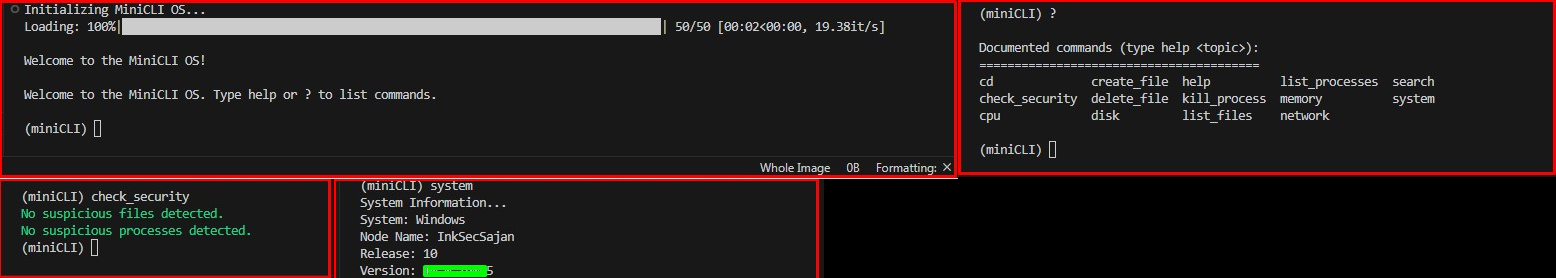 Initializing MiniCLI OS...
Loading: 100%| | 50/50 [00:02<00:00, 19.38it/s]
Welcome to the MiniCLI OS!
Welcome to the MiniCLI OS. Type help or ? to list commands.
(miniCLI)
Whole Image 0B Formatting: ✕
(miniCLI) ?
Documented commands (type help <topic>):
========================================
cd create_file help list_processes search
check_security delete_file kill_process memory system
cpu disk list_files network
(miniCLI)
(miniCLI) check_security
No suspicious files detected.
No suspicious processes detected.
(miniCLI)
(miniCLI) system
System Information...
System: Windows
Node Name: InkSecSajan
Release: 10
Version: 5